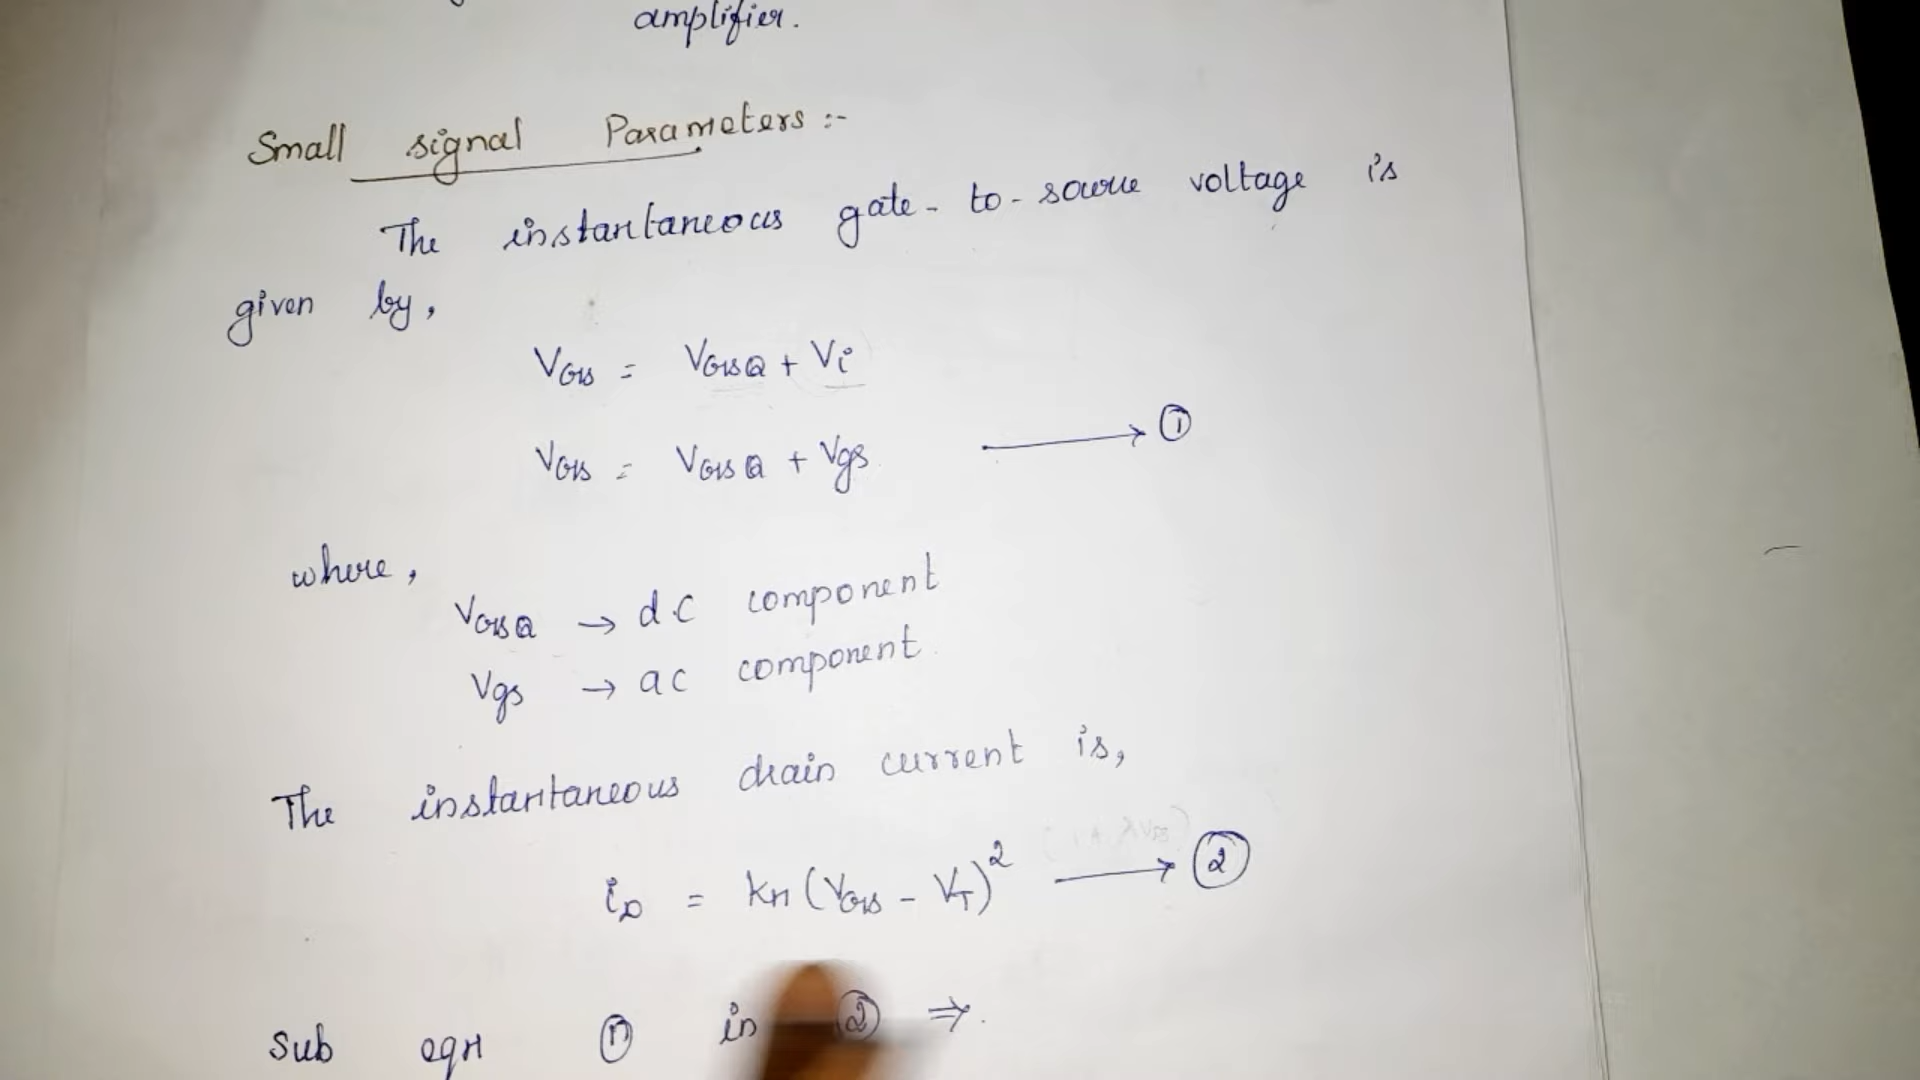 amplifier.
Small signal Parameters :-
The instantaneous gate-to-source voltage is
given by,
VGS = VGSQ + Vi
VGS = VGSQ + Vgs → ①
where,
VGSQ → d.c component
Vgs → ac component
The instantaneous drain current is,
iD = kn (VGS - VT)² → ②
Sub eqn ① in ② ⇒